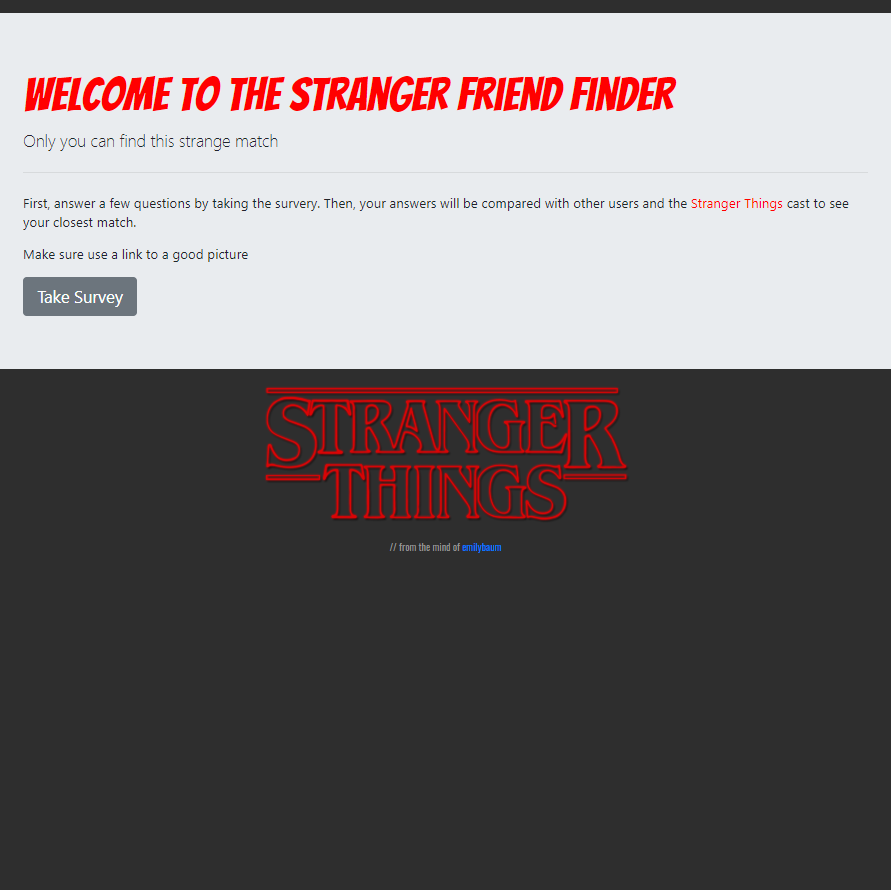 WELCOME TO THE STRANGER FRIEND FINDER
Only you can find this strange match
First, answer a few questions by taking the survery. Then, your answers will be compared with other users and the Stranger Things cast to see
your closest match.
Make sure use a link to a good picture
Take Survey
STRANGER
THINGS
// from the mind of emilybaum